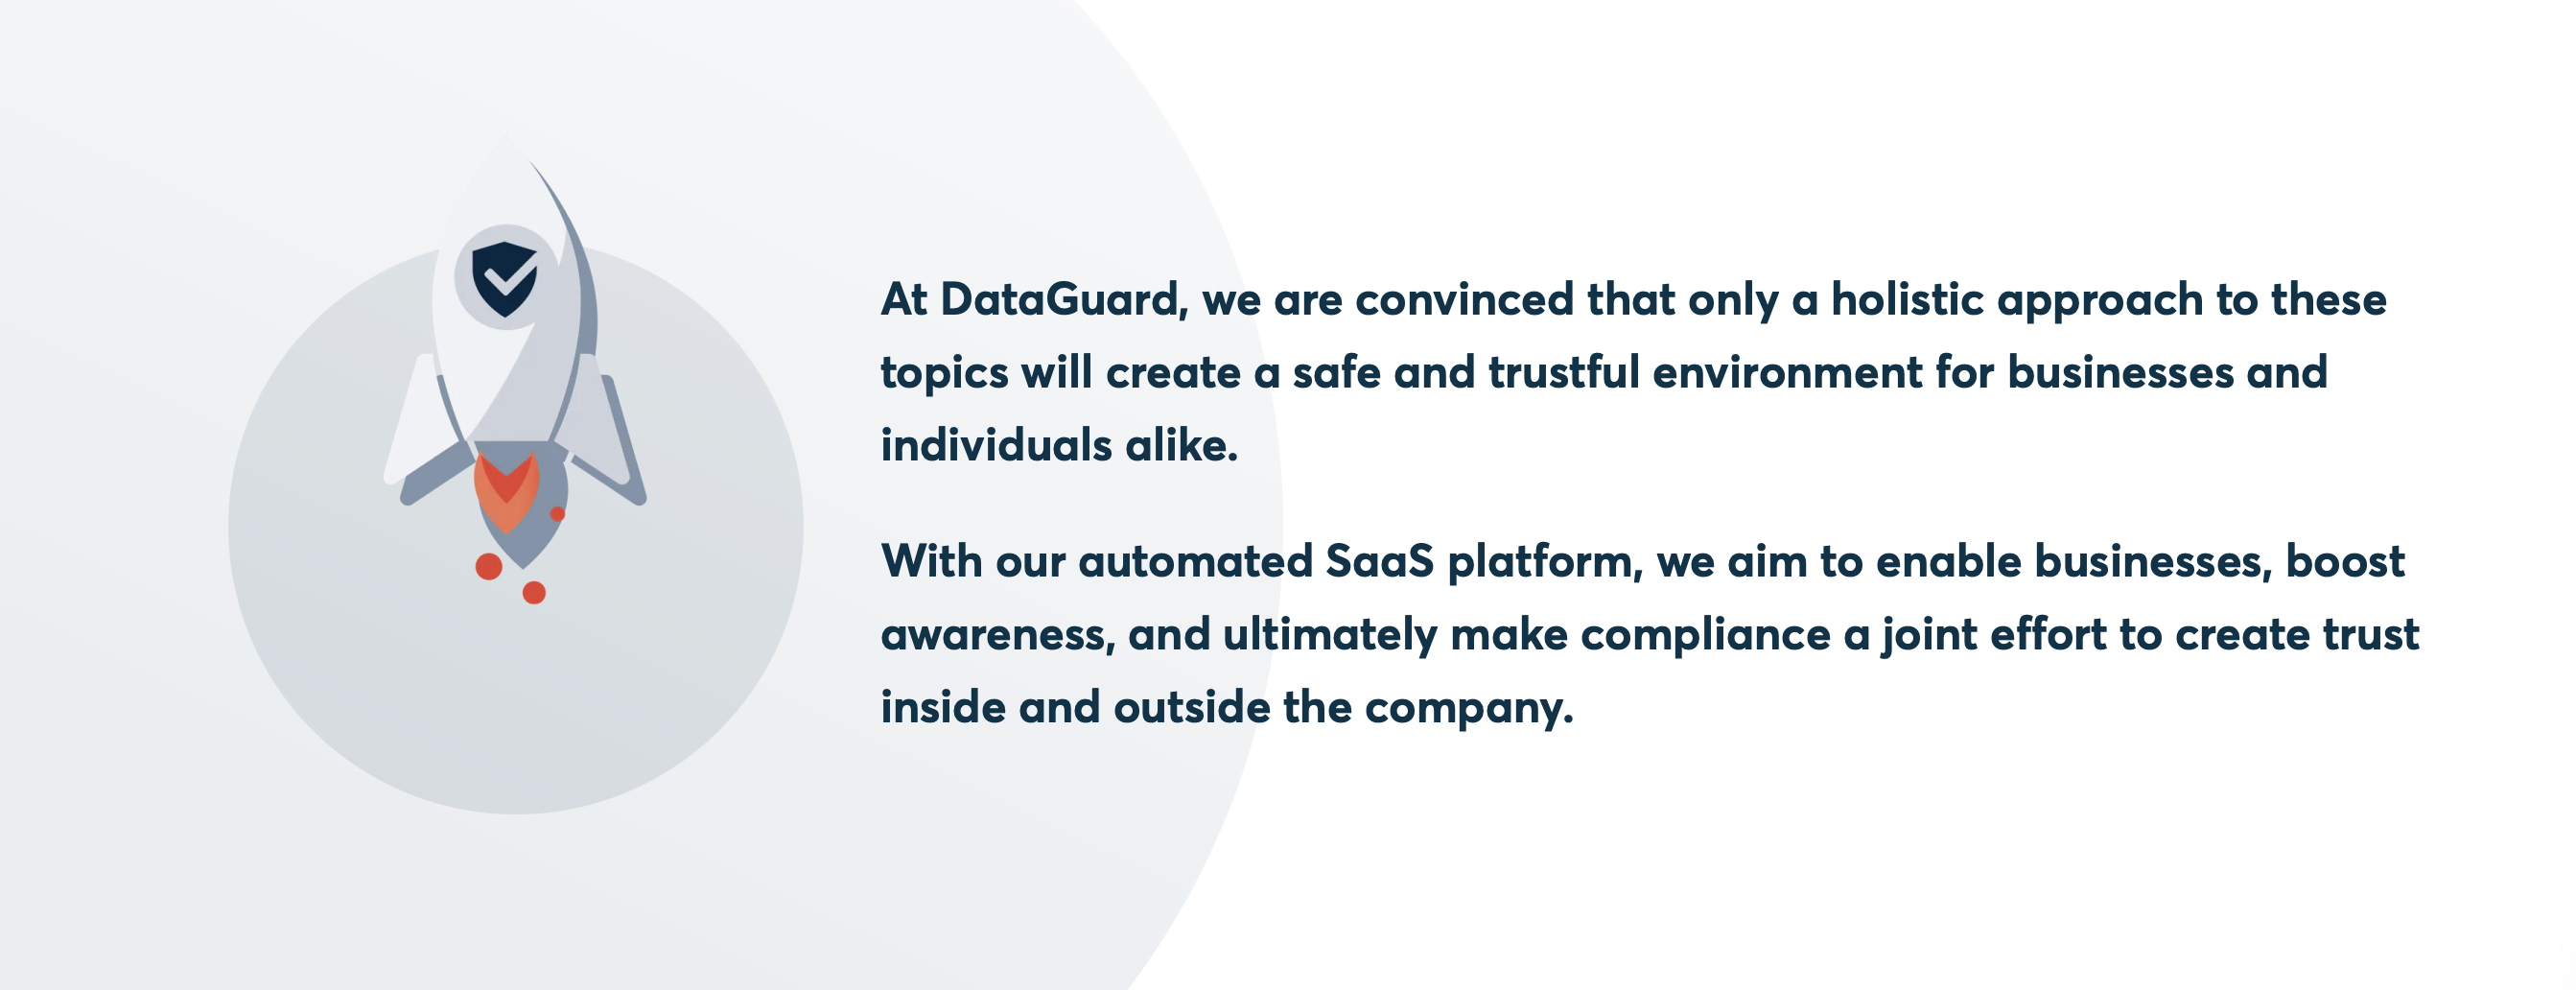 At DataGuard, we are convinced that only a holistic approach to these
topics will create a safe and trustful environment for businesses and
individuals alike.
With our automated SaaS platform, we aim to enable businesses, boost
awareness, and ultimately make compliance a joint effort to create trust
inside and outside the company.